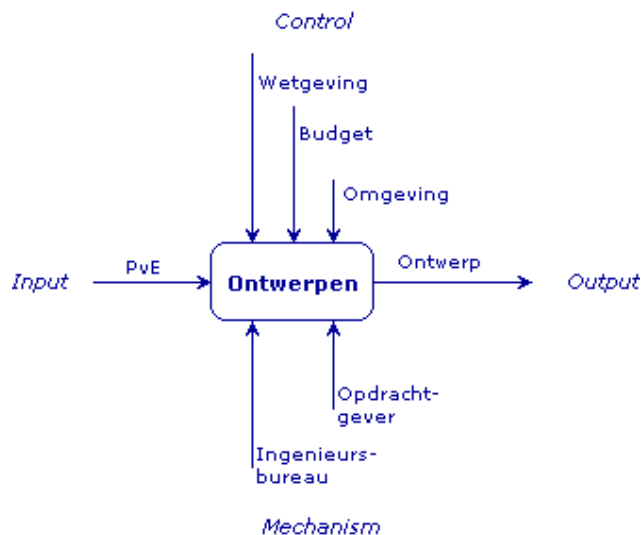 Control
Wetgeving
Budget
Omgeving
Input
PvE
Ontwerpen
Ontwerp
Output
Opdracht-
gever
Ingenieurs-
bureau
Mechanism